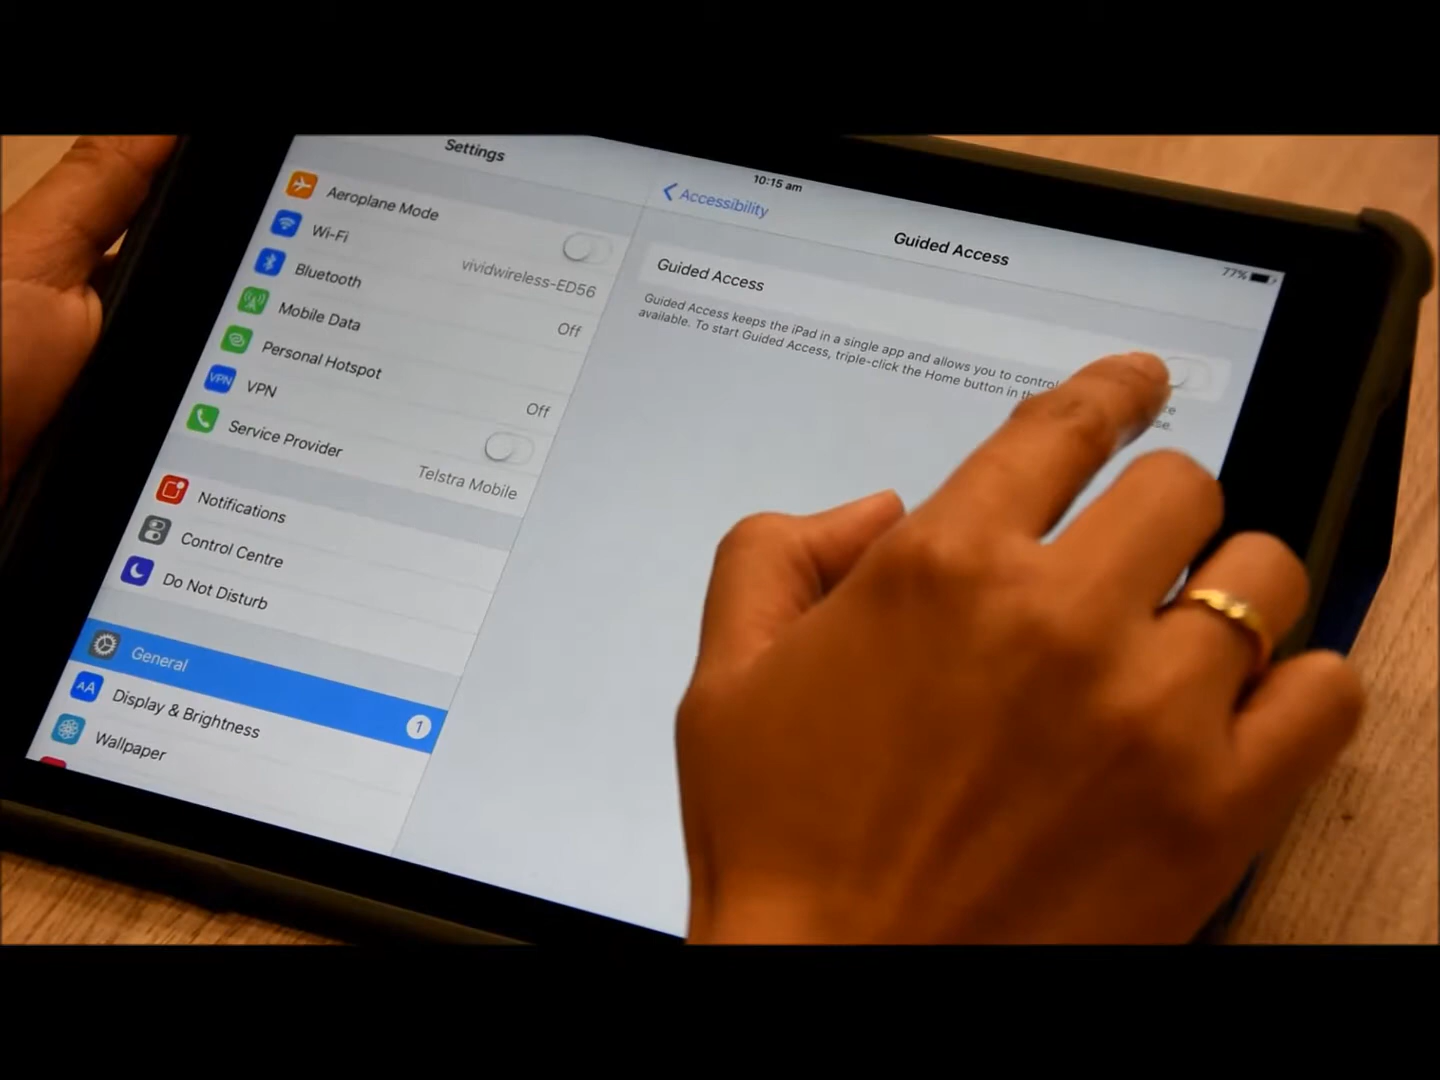 Settings
Aeroplane Mode
Wi-Fi
vividwireless-ED56
Bluetooth
Off
Mobile Data
Personal Hotspot
Off
VPN
VPN
Service Provider
Telstra Mobile
Notifications
Control Centre
Do Not Disturb
General
1
AA
Display & Brightness
Wallpaper
10:15 am
77%
Accessibility
Guided Access
Guided Access
Guided Access keeps the iPad in a single app and allows you to control
available. To start Guided Access, triple-click the Home button in